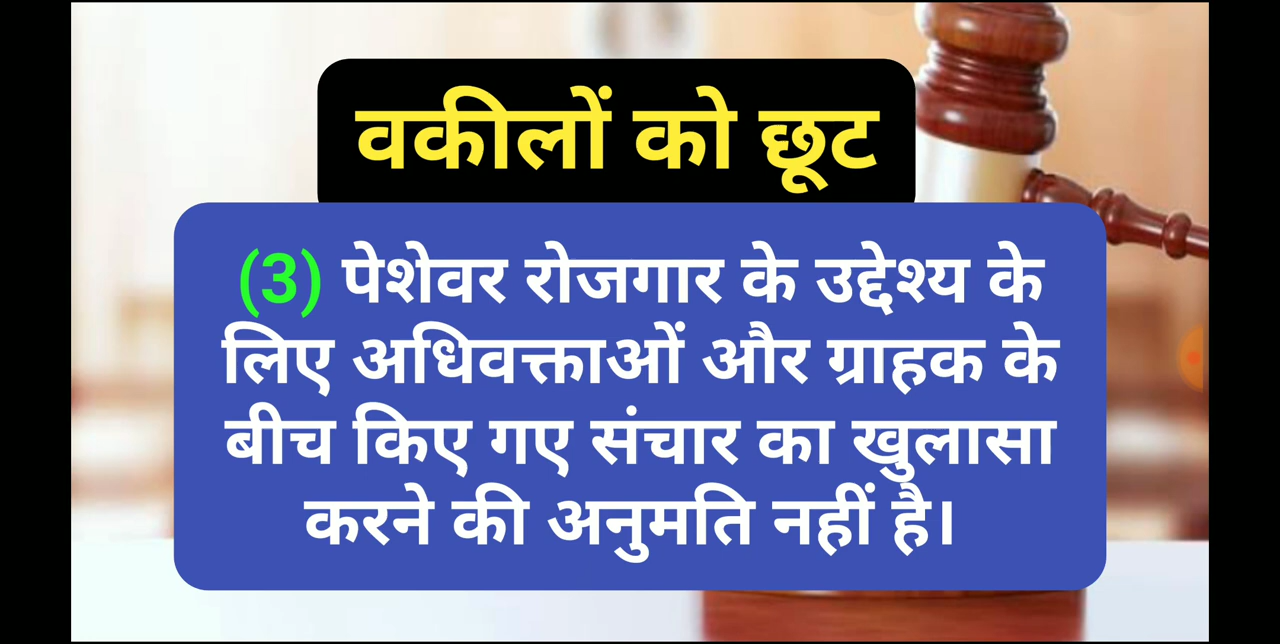 वकीलों को छूट
(3) पेशेवर रोजगार के उद्देश्य के
लिए अधिवक्ताओं और ग्राहक के
बीच किए गए संचार का खुलासा
करने की अनुमति नहीं है।